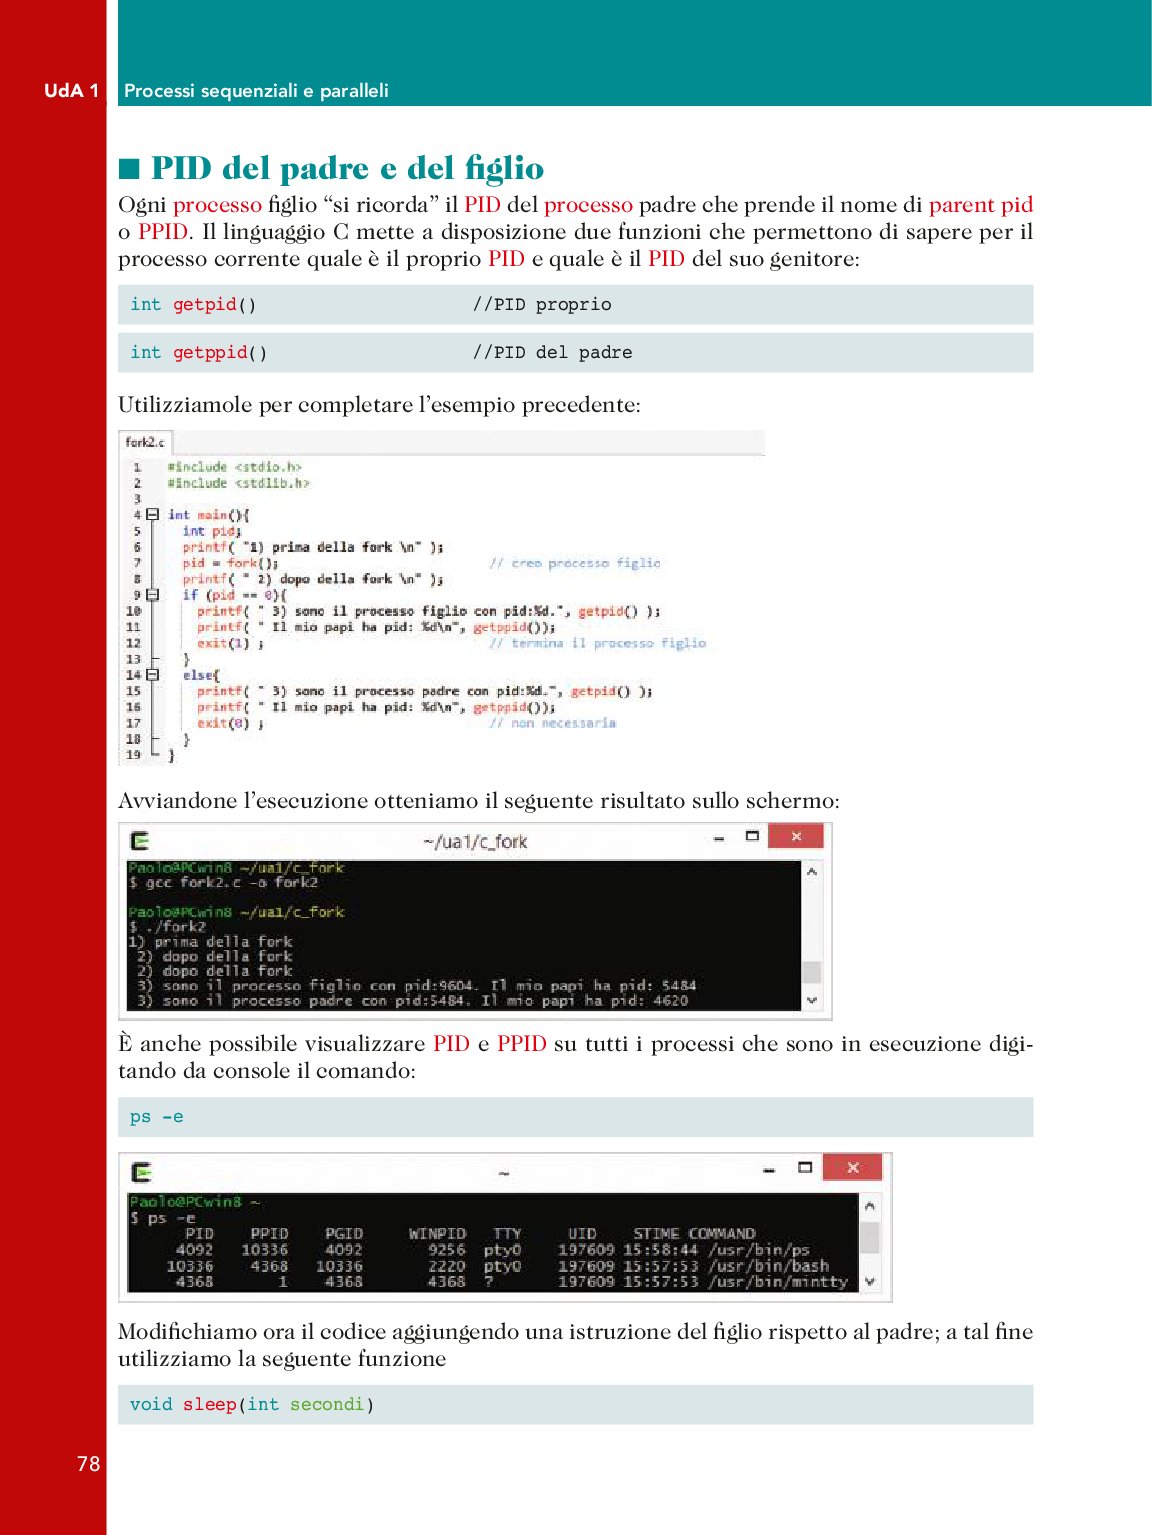 UdA 1 Processi sequenziali e paralleli
■ PID del padre e del figlio
Ogni processo figlio “si ricorda” il PID del processo padre che prende il nome di parent pid
o PPID. Il linguaggio C mette a disposizione due funzioni che permettono di sapere per il
processo corrente quale è il proprio PID e quale è il PID del suo genitore:
int getpid() //PID proprio
int getppid() //PID del padre
Utilizziamole per completare l’esempio precedente:
fork2.c
1 #include <stdio.h>
2 #include <stdlib.h>
3
4 int main(){
5 int pid;
6 printf( "1) prima della fork \n" );
7 pid = fork(); // creo processo figlio
8 printf( " 2) dopo della fork \n" );
9 if (pid == 0){
10 printf( " 3) sono il processo figlio con pid:%d.", getpid() );
11 printf( " Il mio papi ha pid: %d\n", getppid());
12 exit(1) ; // termina il processo figlio
13 }
14 else{
15 printf( " 3) sono il processo padre con pid:%d.", getpid() );
16 printf( " Il mio papi ha pid: %d\n", getppid());
17 exit(0) ; // non necessaria
18 }
19 }
Avviandone l’esecuzione otteniamo il seguente risultato sullo schermo:
~/ua1/c_fork
Paolo@PCwin8 ~/ua1/c_fork
$ gcc fork2.c -o fork2
Paolo@PCwin8 ~/ua1/c_fork
$ ./fork2
1) prima della fork
2) dopo della fork
2) dopo della fork
3) sono il processo figlio con pid:9604. Il mio papi ha pid: 5484
3) sono il processo padre con pid:5484. Il mio papi ha pid: 4620
È anche possibile visualizzare PID e PPID su tutti i processi che sono in esecuzione digi-
tando da console il comando:
ps -e
~
Paolo@PCwin8 ~
$ ps -e
PID PPID PGID WINPID TTY UID STIME COMMAND
4092 10336 4092 9256 pty0 197609 15:58:44 /usr/bin/ps
10336 4368 10336 2220 pty0 197609 15:57:53 /usr/bin/bash
4368 1 4368 4368 ? 197609 15:57:53 /usr/bin/mintty
Modifichiamo ora il codice aggiungendo una istruzione del figlio rispetto al padre; a tal fine
utilizziamo la seguente funzione
void sleep(int secondi)
78